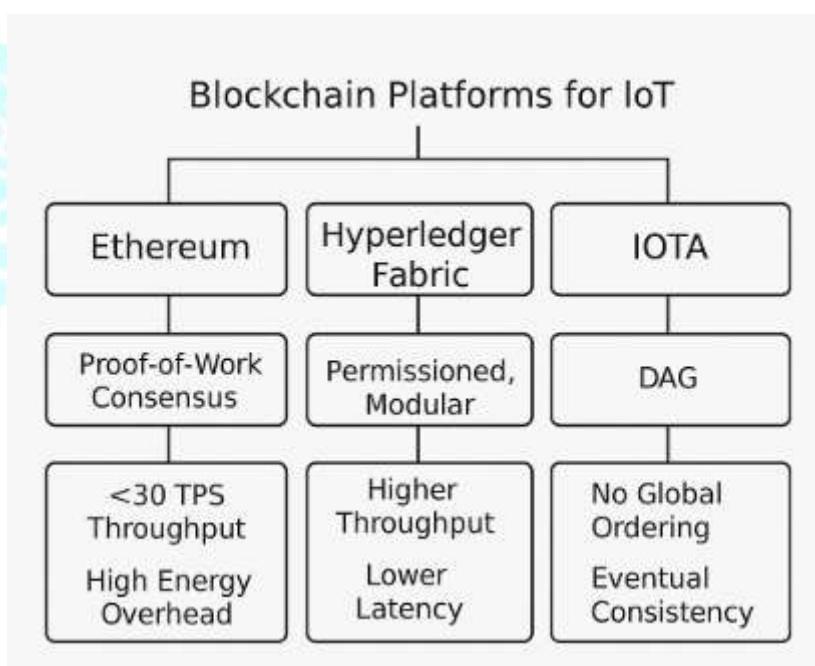 Blockchain Platforms for IoT
Ethereum
Hyperledger
Fabric
IOTA
Proof-of-Work
Consensus
Permissioned,
Modular
DAG
<30 TPS
Throughput
High Energy
Overhead
Higher
Throughput
Lower
Latency
No Global
Ordering
Eventual
Consistency